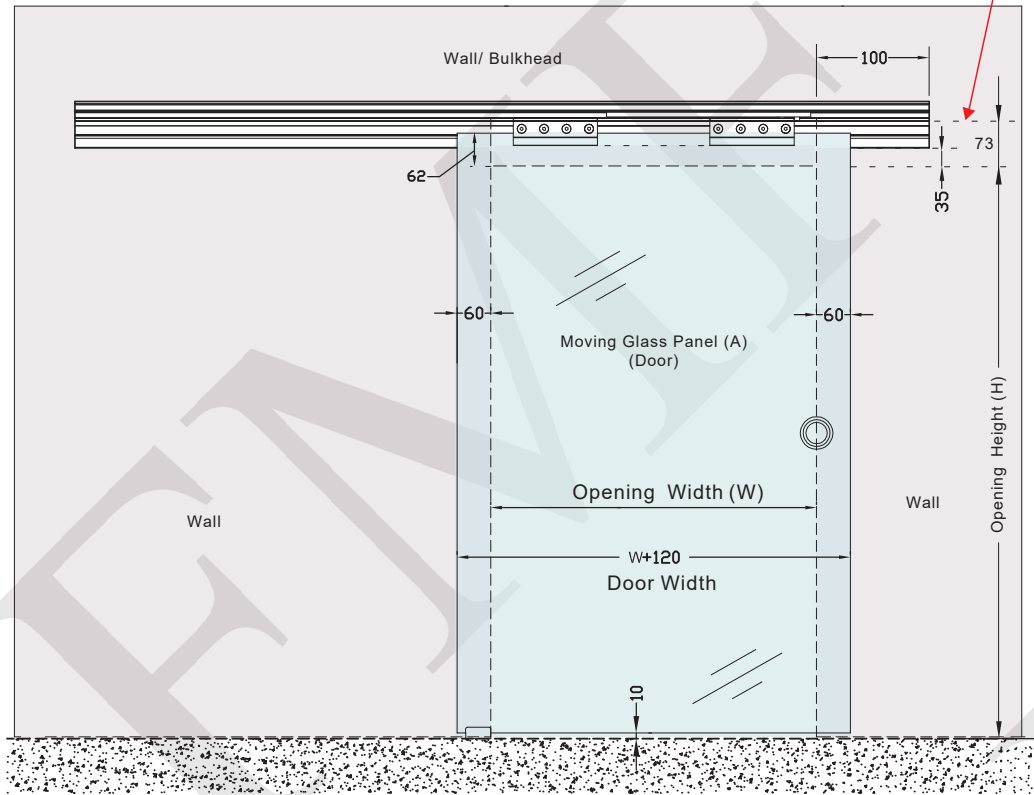 Wall/ Bulkhead
100
73
62
35
60
60
Moving Glass Panel (A)
(Door)
Opening Height (H)
Opening Width (W)
Wall
Wall
W+120
Door Width
10